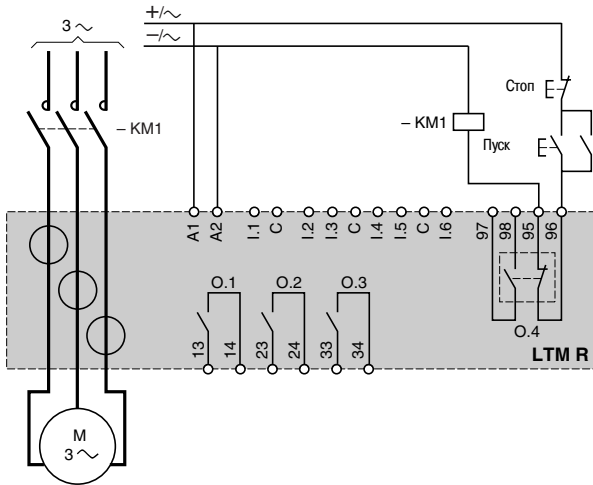 3 ~
+/~
−/~
Стоп
– KM1
– KM1
Пуск
A1 A2 I.1 C I.2 I.3 C I.4 I.5 C I.6 97 98 95 96
O.1 O.2 O.3
13 14 23 24 33 34
O.4
LTM R
M
3 ~